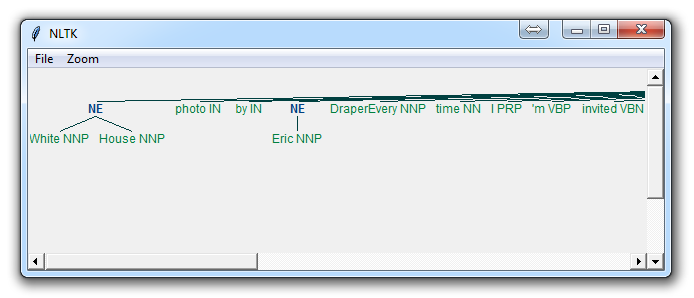 NLTK
File Zoom
NE photo IN by IN NE DraperEvery NNP time NN I PRP 'm VBP invited VBN
White NNP House NNP Eric NNP